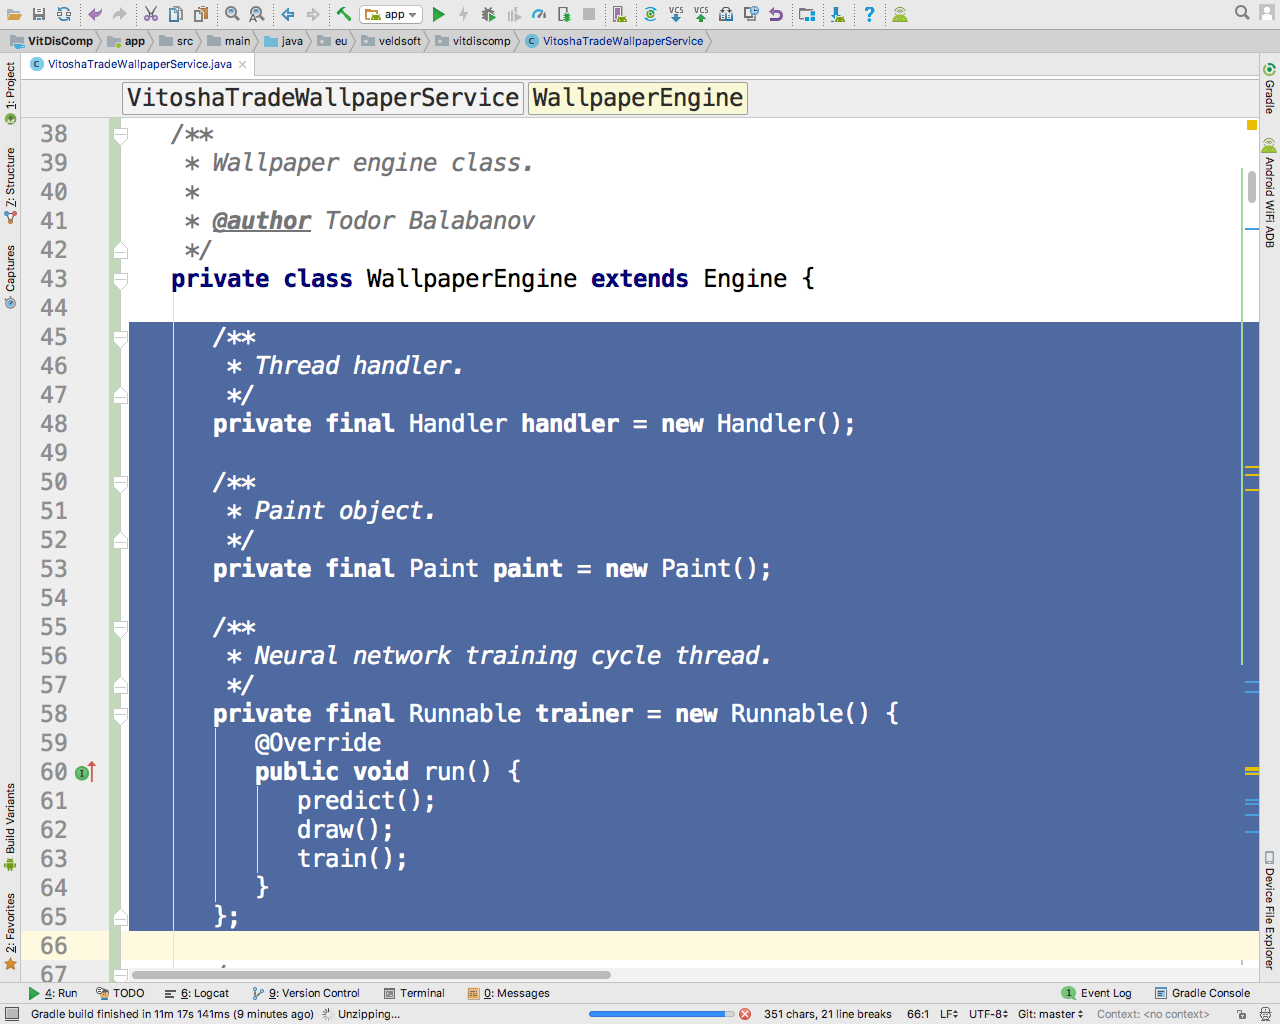 app
VitDisComp app src main java eu veldsoft vitdiscomp VitoshaTradeWallpaperService
VitoshaTradeWallpaperService.java
VitoshaTradeWallpaperService WallpaperEngine
38 /**
39 * Wallpaper engine class.
40 *
41 * @author Todor Balabanov
42 */
43 private class WallpaperEngine extends Engine {
44
45 /**
46 * Thread handler.
47 */
48 private final Handler handler = new Handler();
49
50 /**
51 * Paint object.
52 */
53 private final Paint paint = new Paint();
54
55 /**
56 * Neural network training cycle thread.
57 */
58 private final Runnable trainer = new Runnable() {
59 @Override
60 public void run() {
61 predict();
62 draw();
63 train();
64 }
65 };
66
67
1: Project
7: Structure
Captures
Build Variants
2: Favorites
Gradle
Android WiFi ADB
Device File Explorer
4: Run TODO 6: Logcat 9: Version Control Terminal 0: Messages 1 Event Log Gradle Console
Gradle build finished in 11m 17s 141ms (9 minutes ago) Unzipping... 351 chars, 21 line breaks 66:1 LF UTF-8 Git: master Context: <no context>